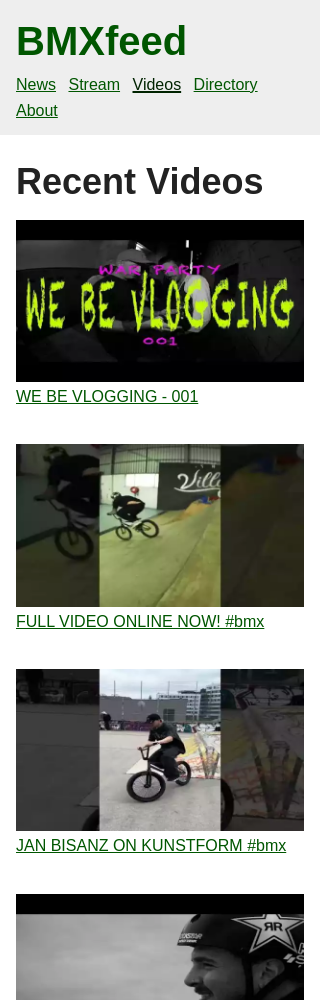 BMXfeed
News Stream Videos Directory
About
Recent Videos
WAR PARTY
WE BE VLOGGING
001
WE BE VLOGGING - 001
Ville
FULL VIDEO ONLINE NOW! #bmx
JAN BISANZ ON KUNSTFORM #bmx